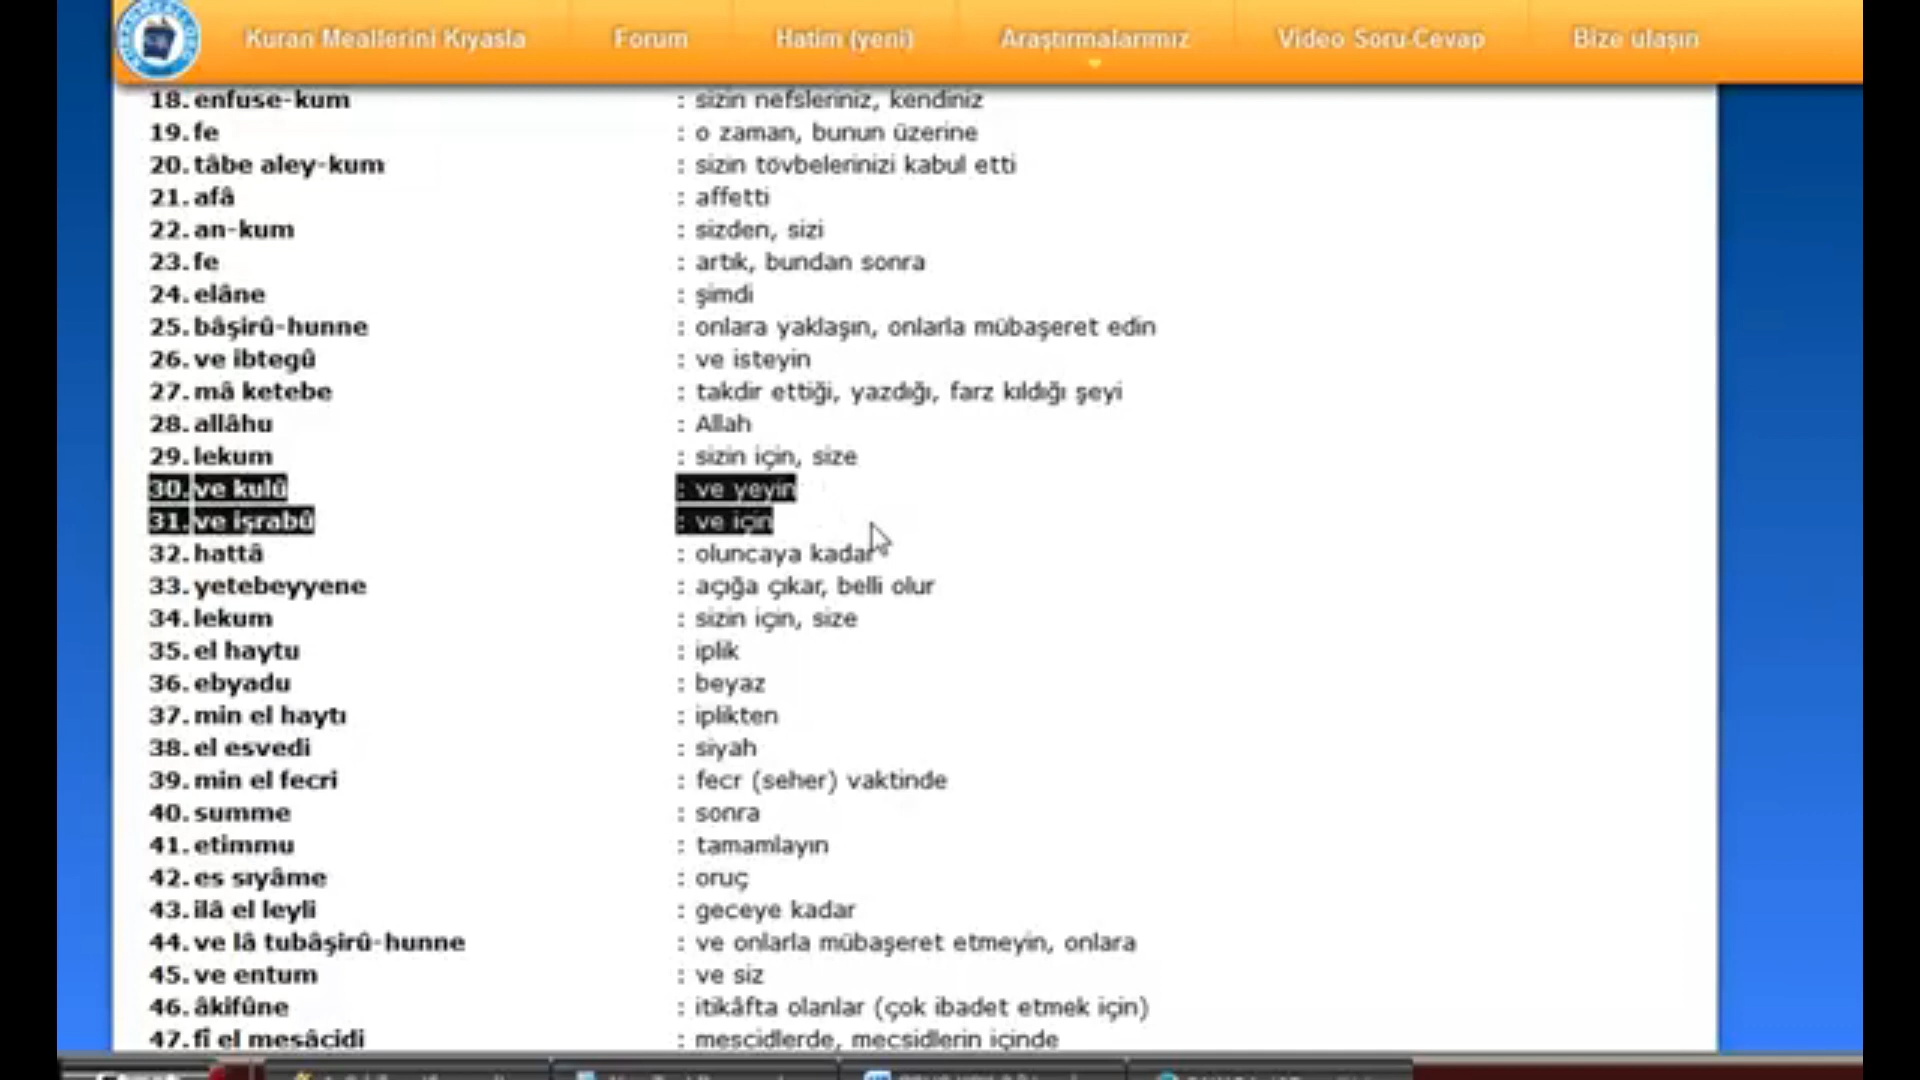 Kuran Meallerini Kıyasla Forum Hatim (yeni) Araştırmalarımız Video Soru-Cevap Bize ulaşın
18. enfuse-kum : sizin nefsleriniz, kendiniz
19. fe : o zaman, bunun üzerine
20. tâbe aley-kum : sizin tövbelerinizi kabul etti
21. afâ : affetti
22. an-kum : sizden, sizi
23. fe : artık, bundan sonra
24. elâne : şimdi
25. bâşirû-hunne : onlara yaklaşın, onlarla mübaşeret edin
26. ve ibtegû : ve isteyin
27. mâ ketebe : takdir ettiği, yazdığı, farz kıldığı şeyi
28. allâhu : Allah
29. lekum : sizin için, size
30. ve kulû : ve yeyin
31. ve işrabû : ve için
32. hattâ : oluncaya kadar
33. yetebeyyene : açığa çıkar, belli olur
34. lekum : sizin için, size
35. el haytu : iplik
36. ebyadu : beyaz
37. min el haytı : iplikten
38. el esvedi : siyah
39. min el fecri : fecr (seher) vaktinde
40. summe : sonra
41. etimmu : tamamlayın
42. es sıyâme : oruç
43. ilâ el leyli : geceye kadar
44. ve lâ tubâşirû-hunne : ve onlarla mübaşeret etmeyin, onlara
45. ve entum : ve siz
46. âkifûne : itikâfta olanlar (çok ibadet etmek için)
47. fî el mesâcidi : mescidlerde, mecsidlerin içinde